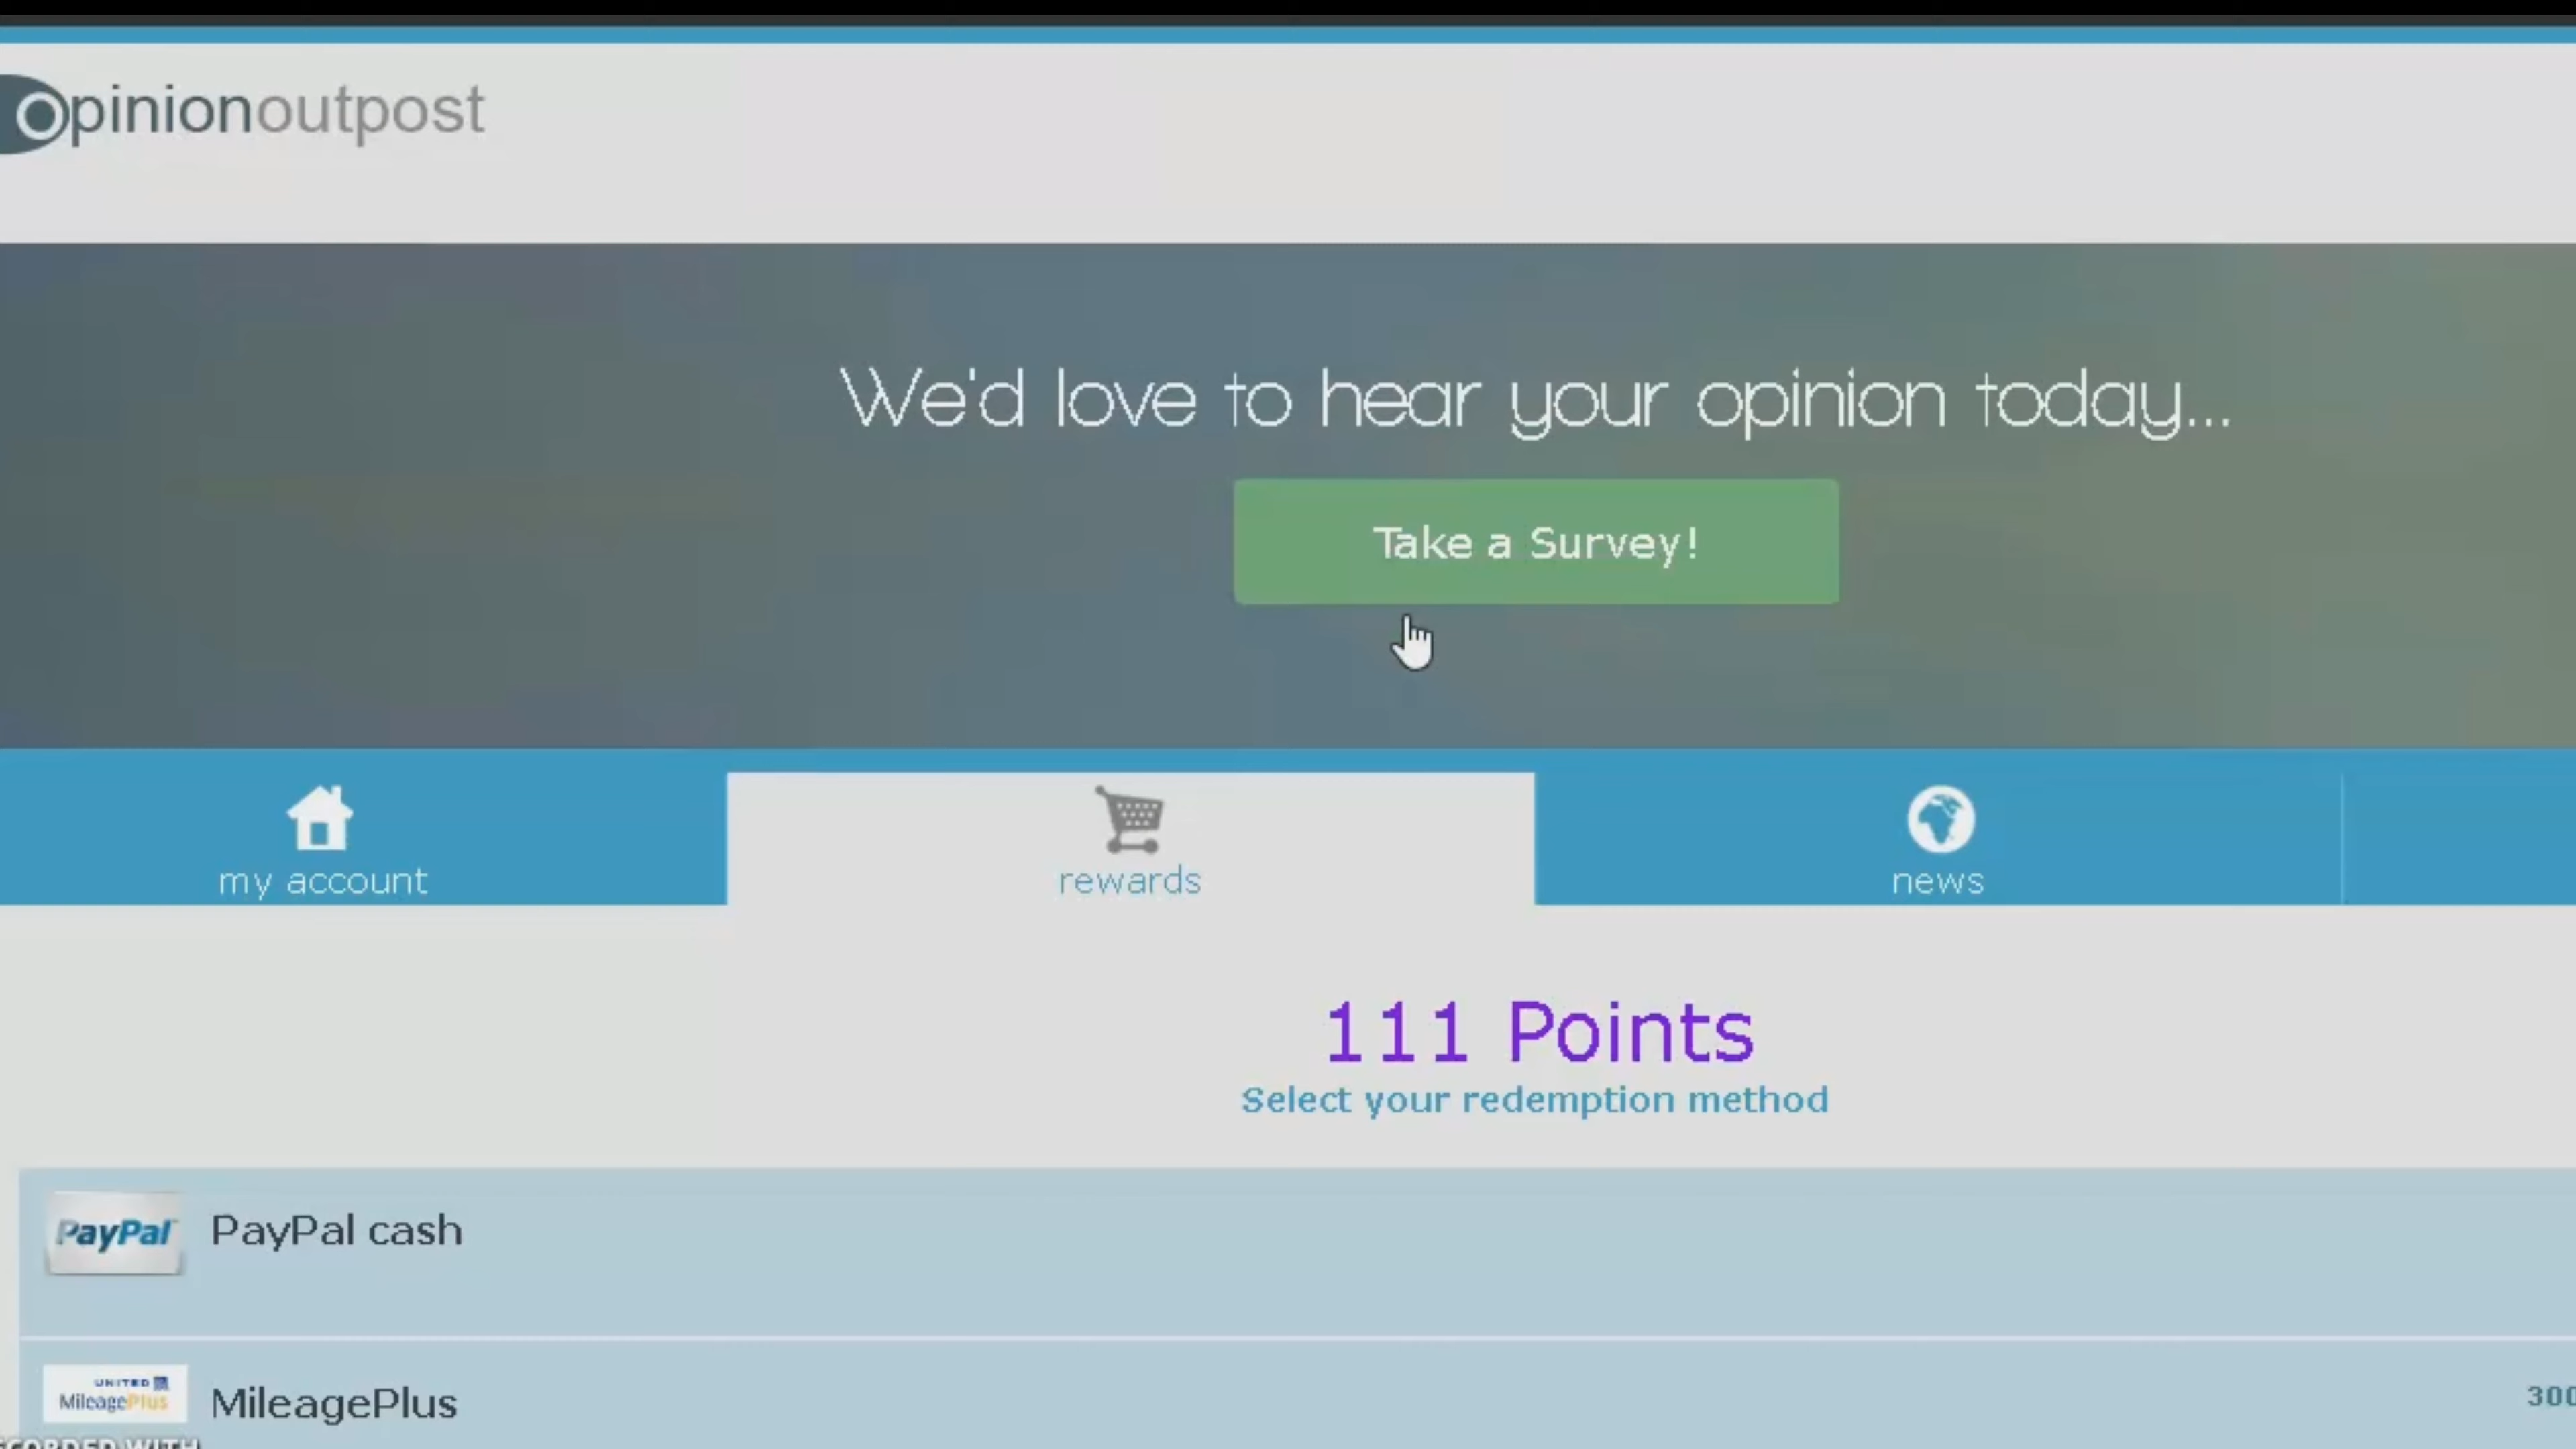 opinionoutpost
We'd love to hear your opinion today...
Take a Survey!
my account
rewards
news
111 Points
Select your redemption method
PayPal
PayPal cash
UNITED
MileagePlus
MileagePlus
300